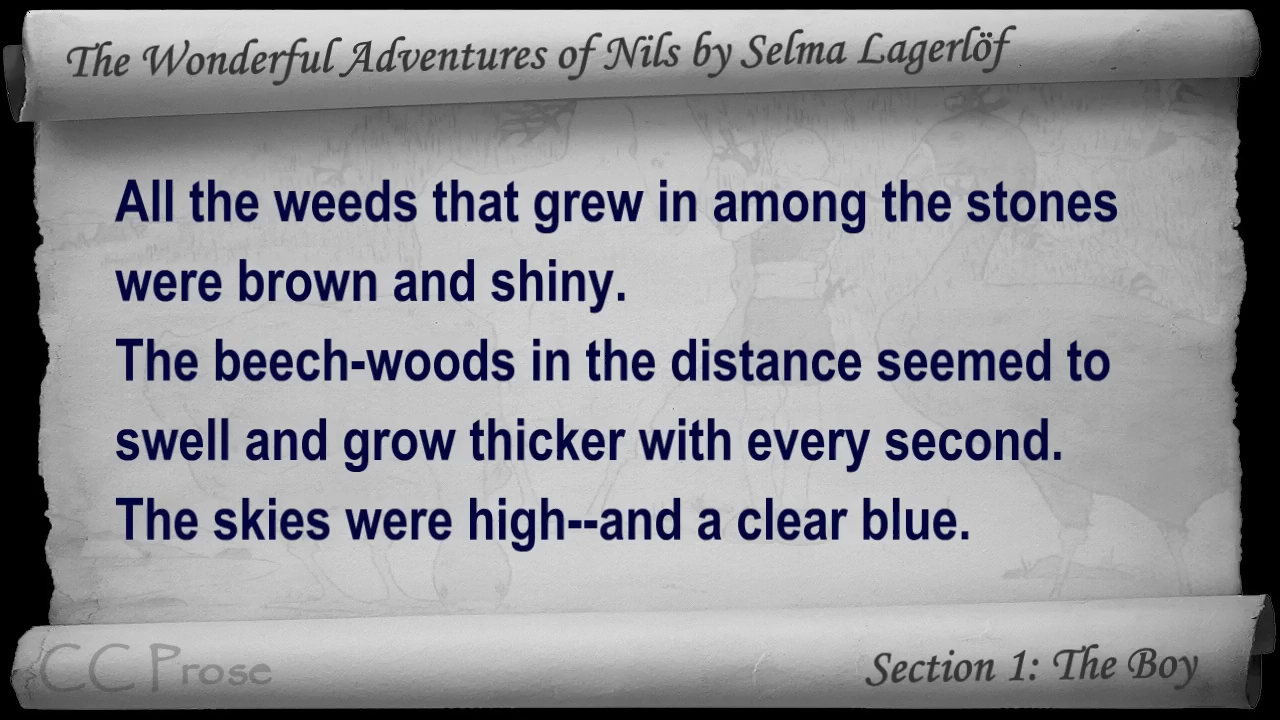 The Wonderful Adventures of Nils by Selma Lagerlöf
All the weeds that grew in among the stones
were brown and shiny.
The beech-woods in the distance seemed to
swell and grow thicker with every second.
The skies were high--and a clear blue.
CC Prose
Section 1: The Boy